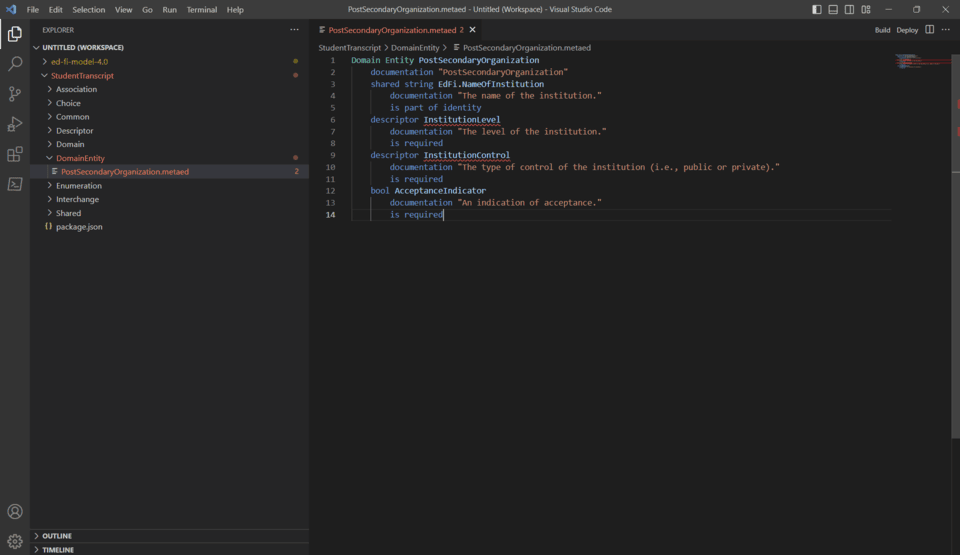 File Edit Selection View Go Run Terminal Help
PostSecondaryOrganization.metaed - Untitled (Workspace) - Visual Studio Code
EXPLORER
UNTITLED (WORKSPACE)
ed-fi-model-4.0
StudentTranscript
Association
Choice
Common
Descriptor
Domain
DomainEntity
PostSecondaryOrganization.metaed 2
Enumeration
Interchange
Shared
{} package.json
OUTLINE
TIMELINE
PostSecondaryOrganization.metaed 2
Build Deploy
StudentTranscript > DomainEntity > PostSecondaryOrganization.metaed
1 Domain Entity PostSecondaryOrganization
2 documentation "PostSecondaryOrganization"
3 shared string EdFi.NameOfInstitution
4 documentation "The name of the institution."
5 is part of identity
6 descriptor InstitutionLevel
7 documentation "The level of the institution."
8 is required
9 descriptor InstitutionControl
10 documentation "The type of control of the institution (i.e., public or private)."
11 is required
12 bool AcceptanceIndicator
13 documentation "An indication of acceptance."
14 is required